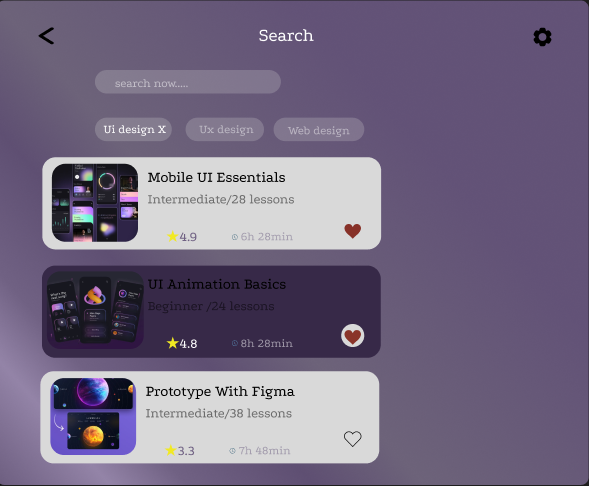 Search
search now.....
Ui design X
Ux design
Web design
Mobile UI Essentials
Intermediate/28 lessons
4.9
6h 28min
UI Animation Basics
Beginner /24 lessons
4.8
8h 28min
Prototype With Figma
Intermediate/38 lessons
3.3
7h 48min